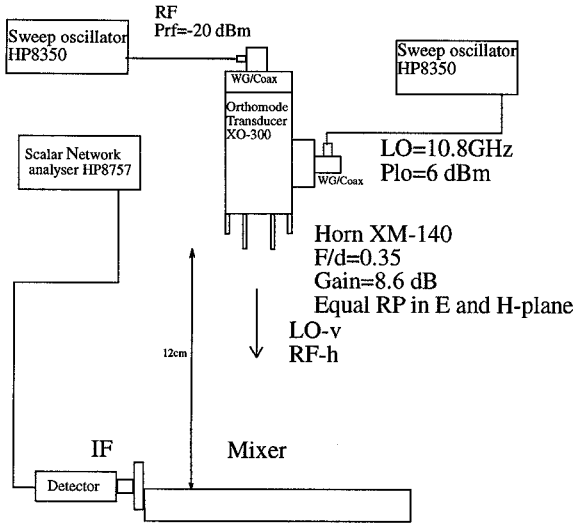 RF
Prf=-20 dBm
Sweep oscillator
HP8350
Sweep oscillator
HP8350
WG/Coax
Orthomode
Transducer
XO-300
Scalar Network
analyser HP8757
WG/Coax
LO=10.8GHz
Plo=6 dBm
Horn XM-140
F/d=0.35
Gain=8.6 dB
Equal RP in E and H-plane
LO-v
RF-h
12cm
IF
Mixer
Detector